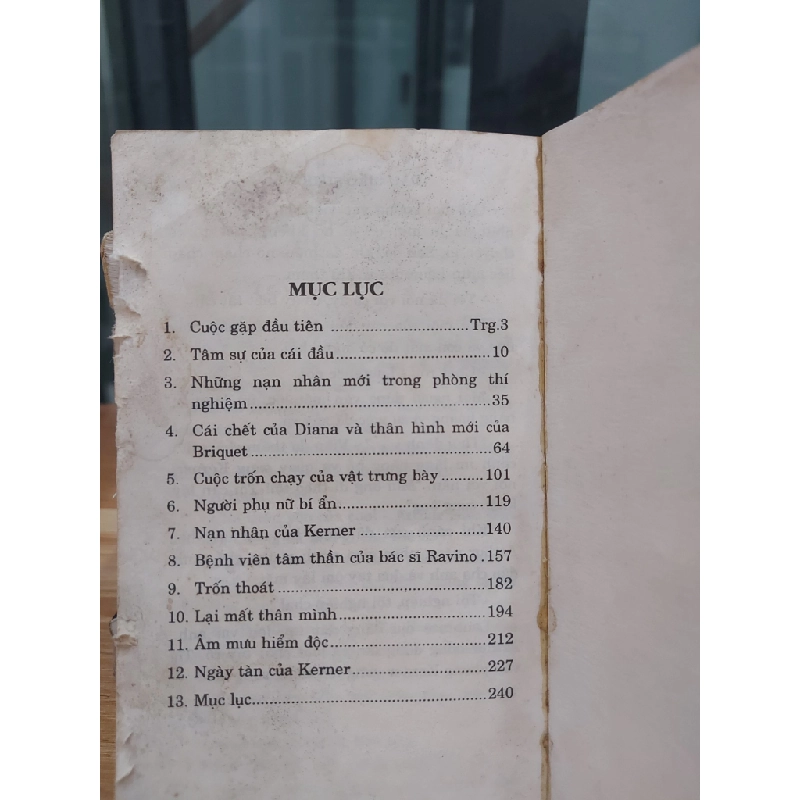 MỤC LỤC
1. Cuộc gặp đầu tiên ..........................Trg.3
2. Tâm sự của cái đầu..............................10
3. Những nạn nhân mới trong phòng thí
nghiệm..............................................35
4. Cái chết của Diana và thân hình mới của
Briquet..............................................64
5. Cuộc trốn chạy của vật trưng bày..........101
6. Người phụ nữ bí ẩn............................119
7. Nạn nhân của Kerner ........................140
8. Bệnh viên tâm thần của bác sĩ Ravino.157
9. Trốn thoát........................................182
10. Lại mất thân mình............................194
11. Âm mưu hiểm độc..............................212
12. Ngày tàn của Kerner..........................227
13. Mục lục............................................240